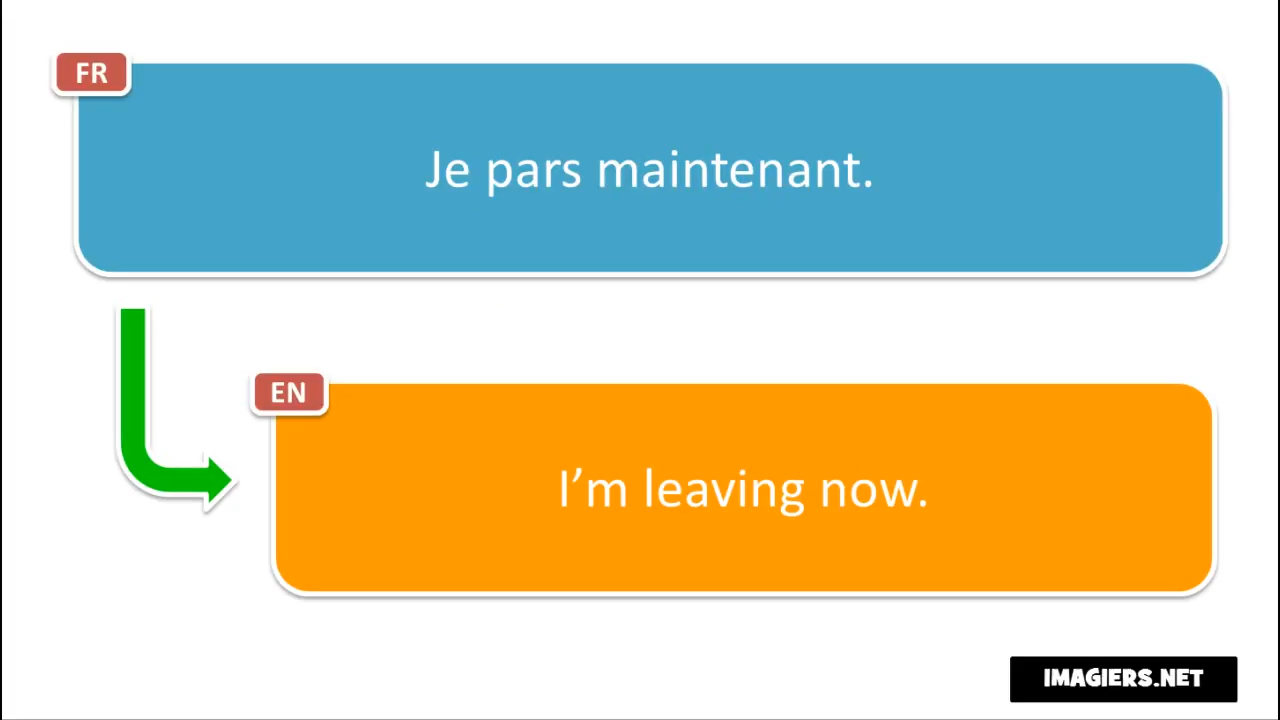 FR
Je pars maintenant.
EN
I’m leaving now.
IMAGIERS.NET